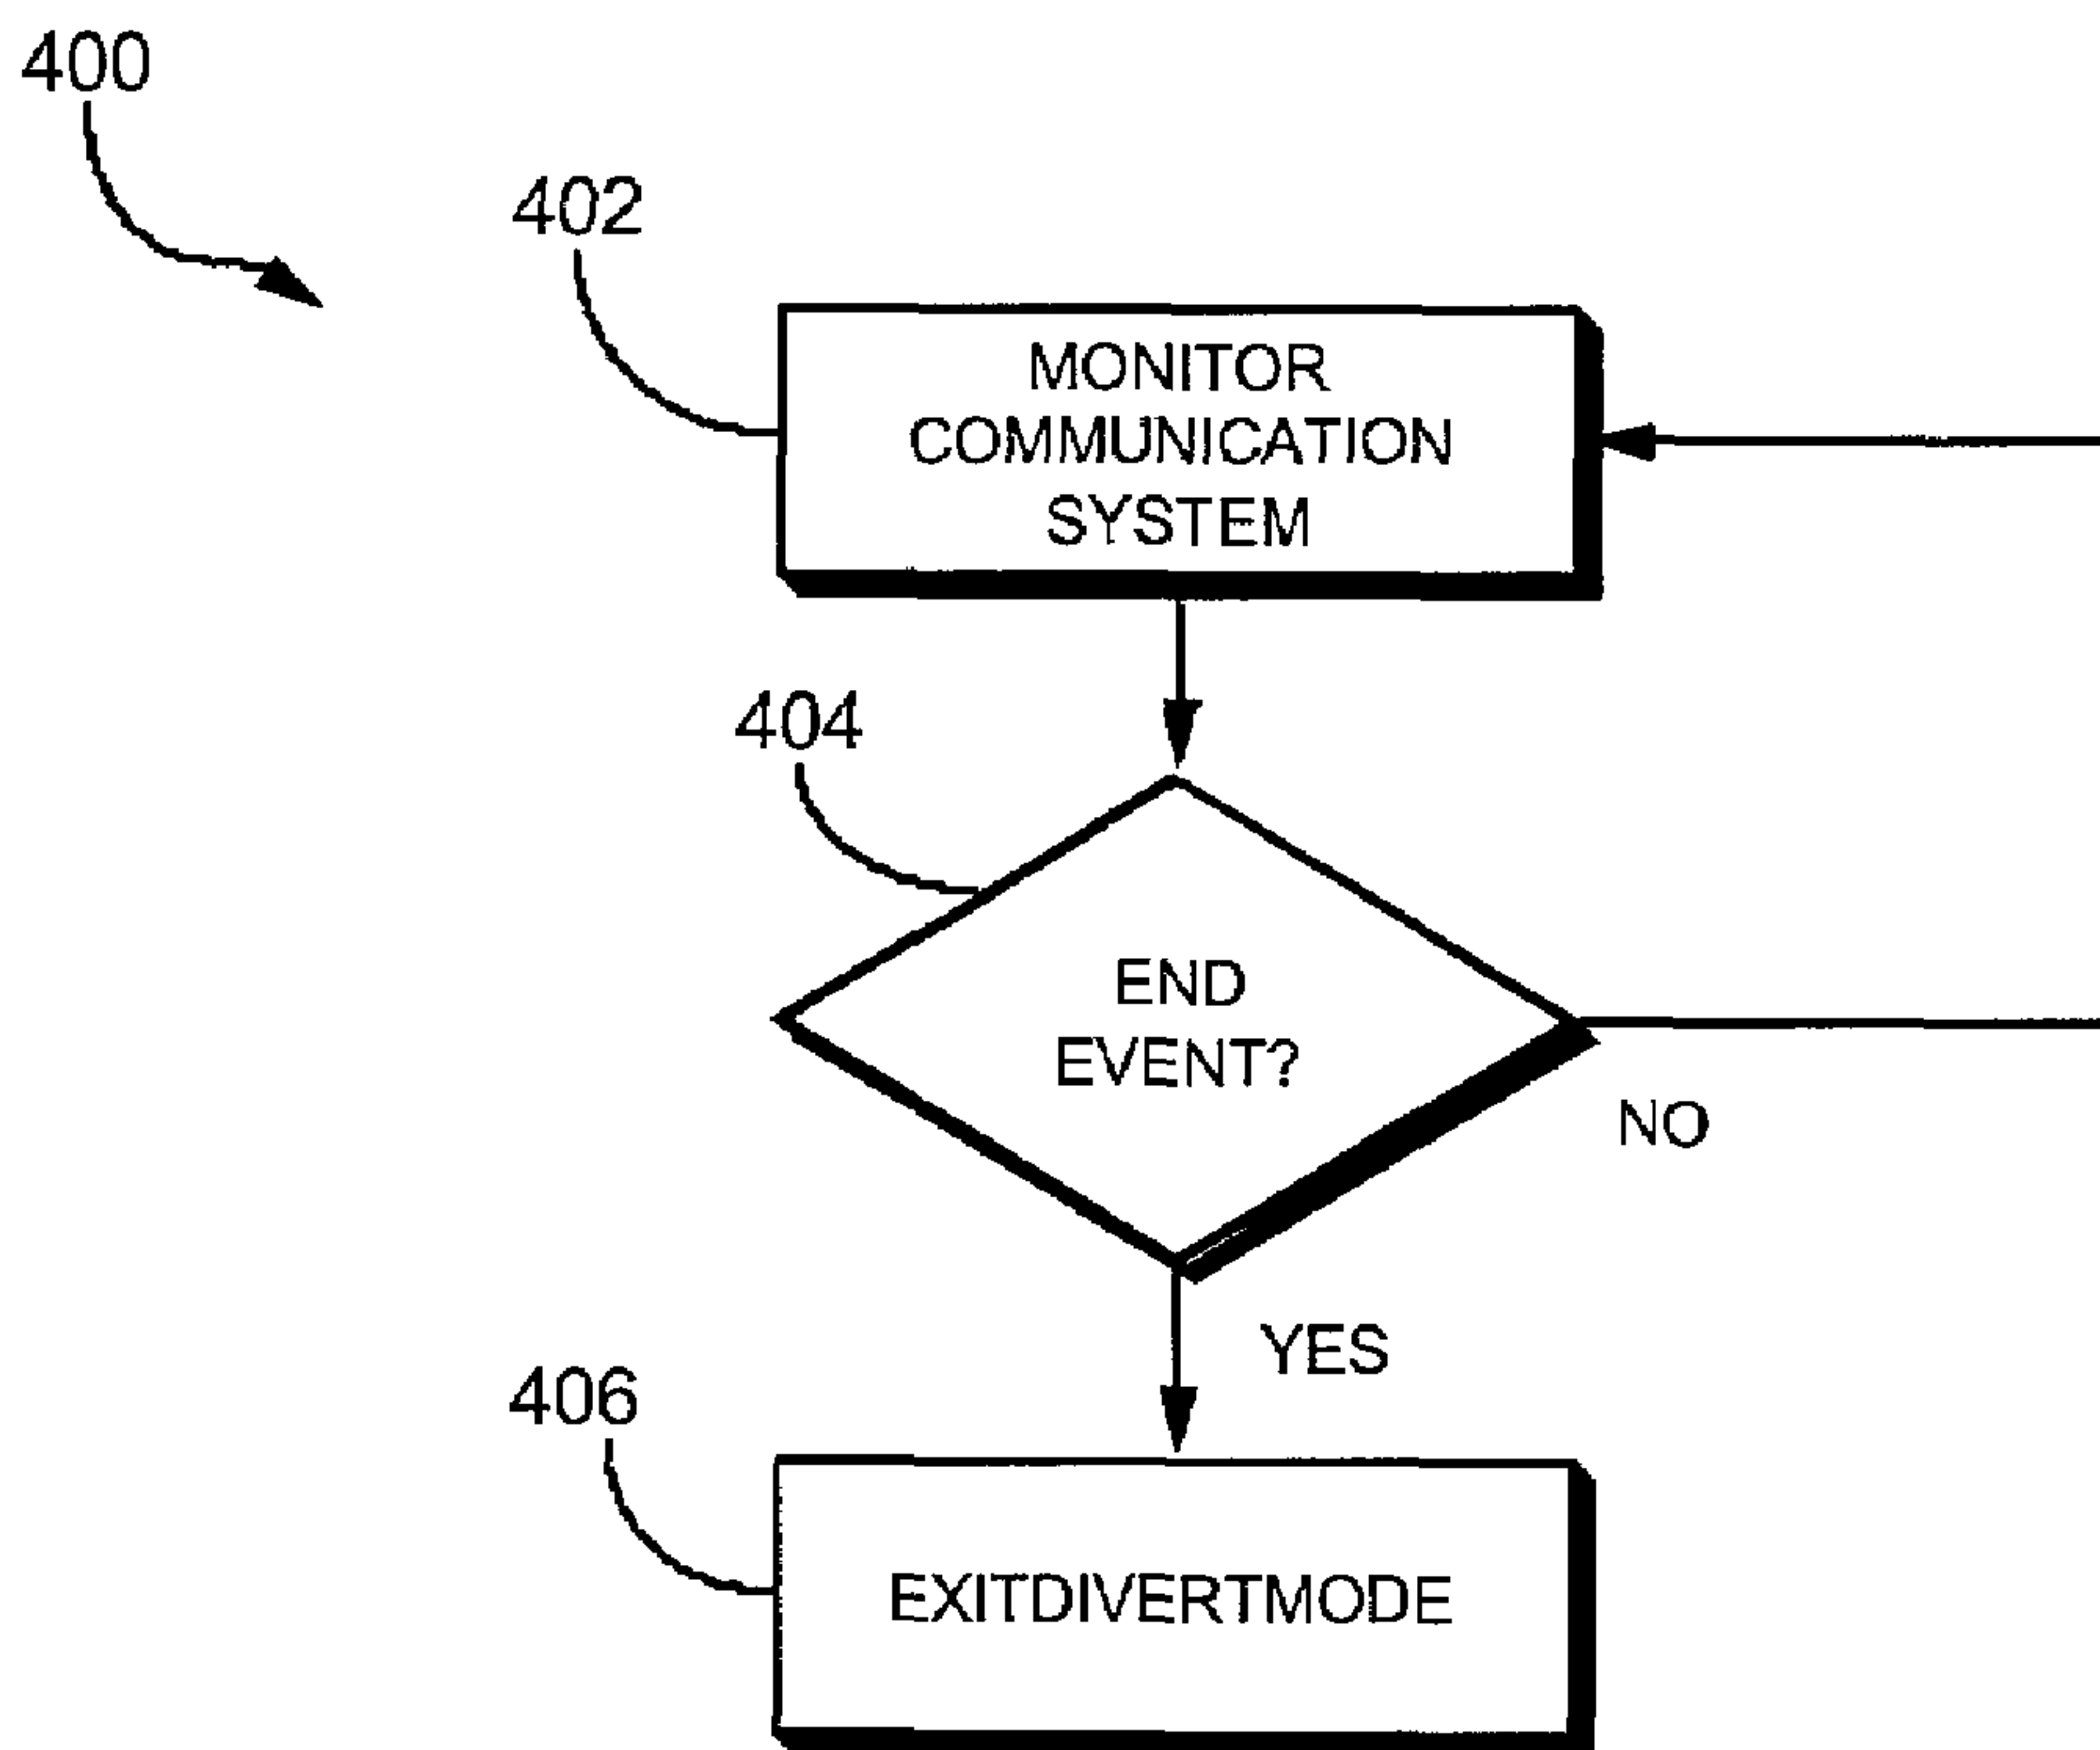 400
402
MONITOR
COMMUNICATION
SYSTEM
404
END
EVENT?
NO
YES
406
EXITDIVERTMODE